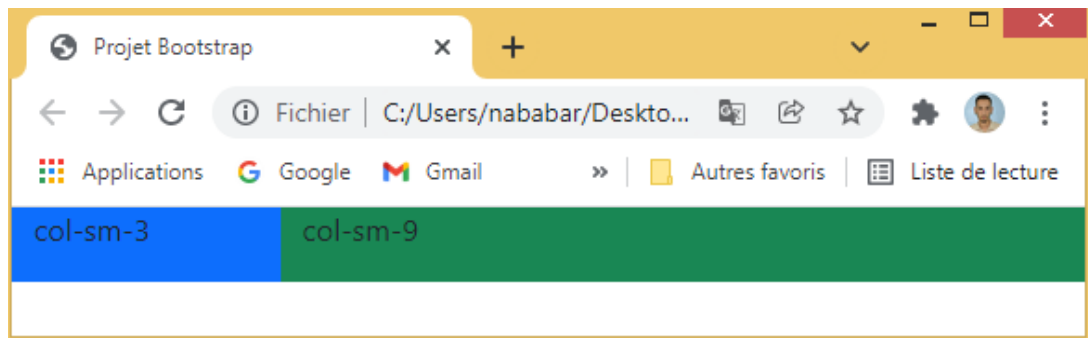 Projet Bootstrap
Fichier | C:/Users/nababar/Deskto...
Applications Google Gmail » Autres favoris Liste de lecture
col-sm-3 col-sm-9